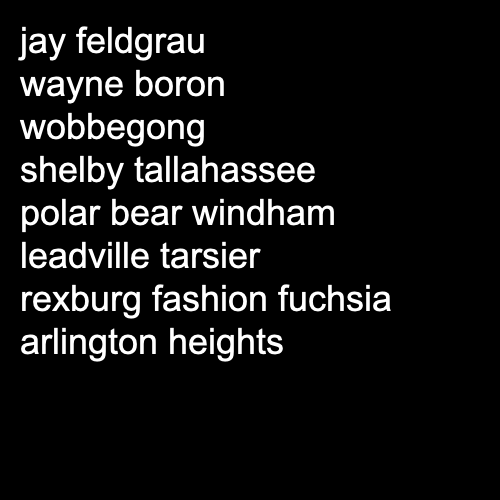 jay feldgrau
wayne boron
wobbegong
shelby tallahassee
polar bear windham
leadville tarsier
rexburg fashion fuchsia
arlington heights